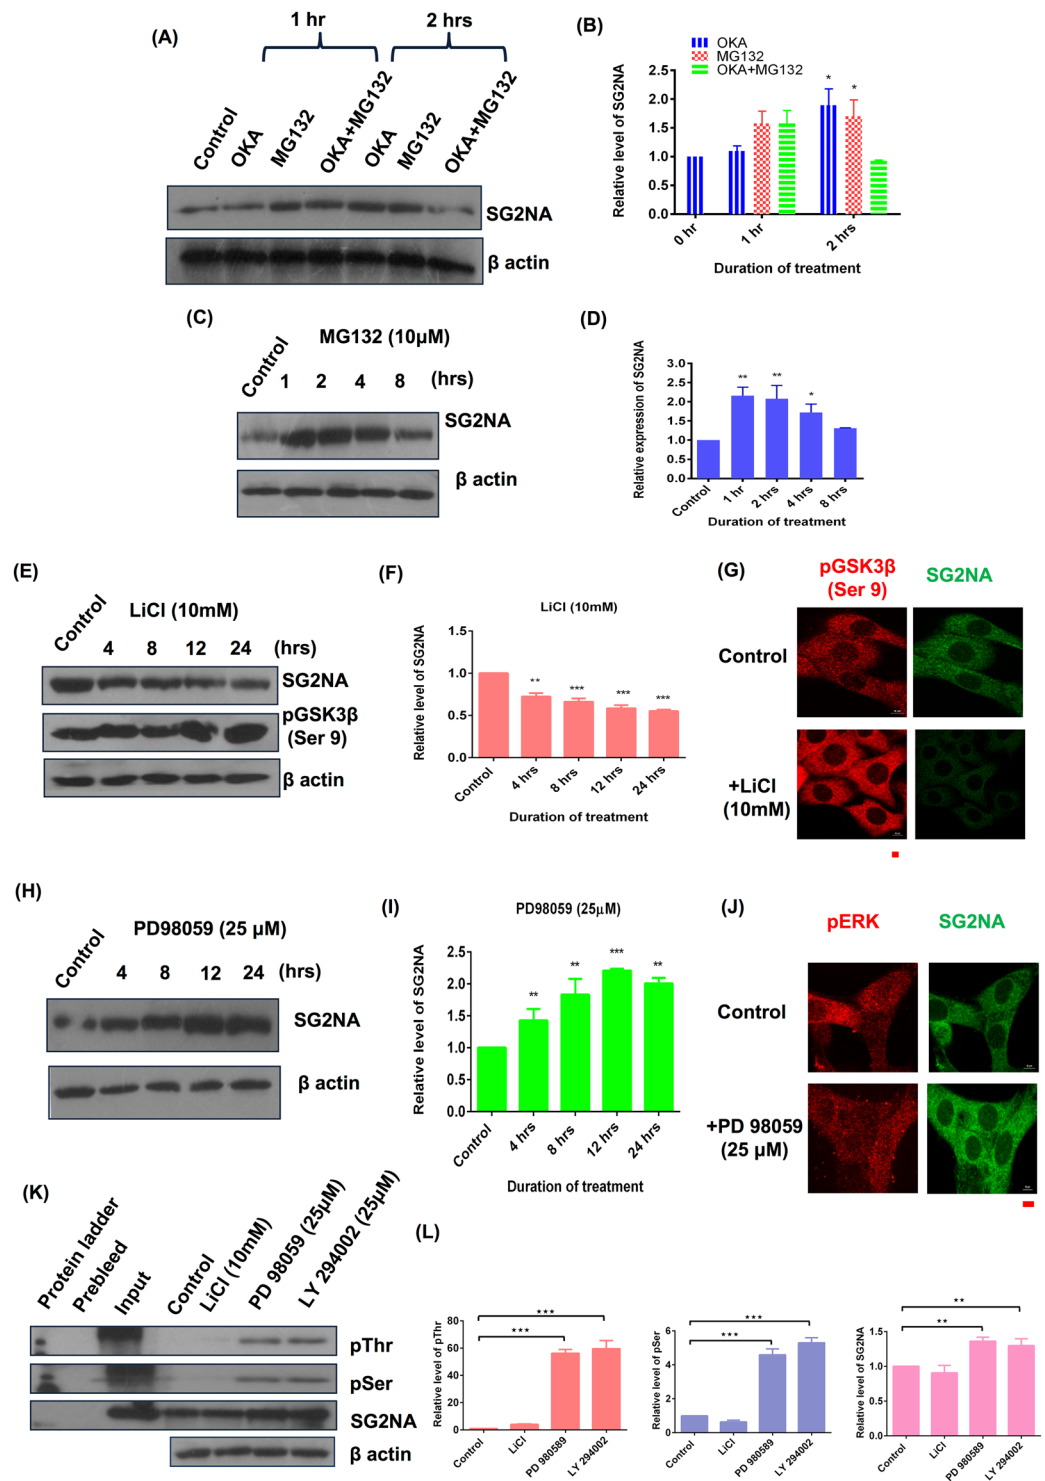 (A)
1 hr
2 hrs
Control
OKA
MG132
OKA+MG132
OKA
MG132
OKA+MG132
SG2NA
β actin
(B)
OKA
MG132
OKA+MG132
Relative level of SG2NA
2.5
2.0
1.5
1.0
0.5
0.0
*
*
0 hr
1 hr
2 hrs
Duration of treatment
(C)
MG132 (10μM)
Control
1 2 4 8 (hrs)
SG2NA
β actin
(D)
Relative expression of SG2NA
3.0
2.5
2.0
1.5
1.0
0.5
0.0
**
**
*
Control
1 hr
2 hrs
4 hrs
8 hrs
Duration of treatment
(E)
LiCl (10mM)
Control
4 8 12 24 (hrs)
SG2NA
pGSK3β
(Ser 9)
β actin
(F)
LiCl (10mM)
Relative level of SG2NA
1.5
1.0
0.5
0.0
**
***
***
***
Control
4 hrs
8 hrs
12 hrs
24 hrs
Duration of treatment
(G)
pGSK3β
(Ser 9)
SG2NA
Control
+LiCl
(10mM)
(H)
PD98059 (25 μM)
Control
4 8 12 24 (hrs)
SG2NA
β actin
(I)
PD98059 (25μM)
Relative level of SG2NA
2.5
2.0
1.5
1.0
0.5
0.0
**
**
***
**
Control
4 hrs
8 hrs
12 hrs
24 hrs
Duration of treatment
(J)
pERK
SG2NA
Control
+PD 98059
(25 μM)
(K)
Protein ladder
Prebleed
Input
Control
LiCl (10mM)
PD 98059 (25μM)
LY 294002 (25μM)
pThr
pSer
SG2NA
β actin
(L)
Relative level of pThr
80
60
40
20
0
***
***
Control
LiCl
PD 980589
LY 294002
Relative level of pSer
6
4
2
0
***
***
Control
LiCl
PD 980589
LY 294002
Relative level of SG2NA
1.5
1.0
0.5
0.0
**
**
Control
LiCl
PD 980589
LY 294002